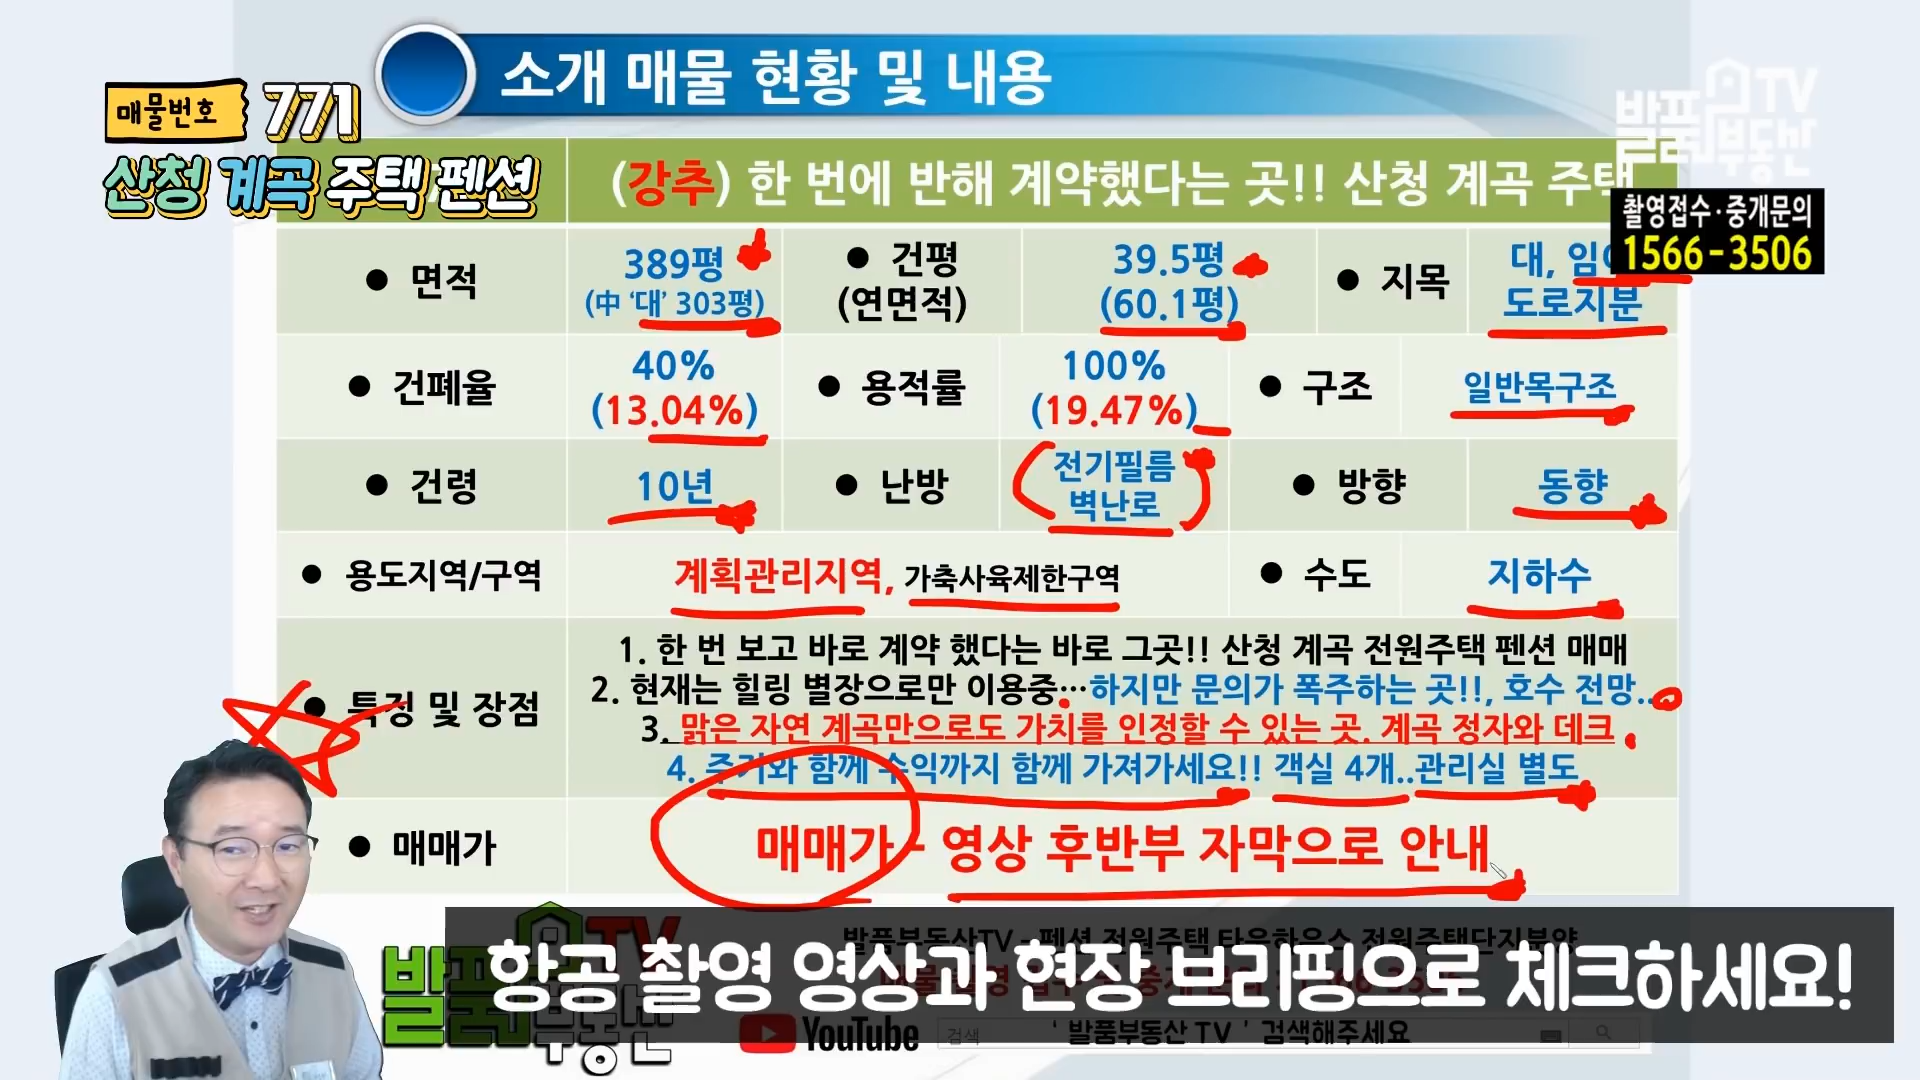 소개 매물 현황 및 내용
매물번호 771
산청 계곡 주택 펜션
발품부동산TV
(강추) 한 번에 반해 계약했다는 곳!! 산청 계곡 주택
촬영접수·중개문의
1566-3506
● 면적
389평
(中 ‘대’ 303평)
● 건평
(연면적)
39.5평
(60.1평)
● 지목
대,
도로지분
● 건폐율
40%
(13.04%)
● 용적률
100%
(19.47%)
● 구조
일반목구조
● 건령
10년
● 난방
전기필름
벽난로
● 방향
동향
● 용도지역/구역
계획관리지역, 가축사육제한구역
● 수도
지하수
● 특징 및 장점
1. 한 번 보고 바로 계약 했다는 바로 그곳!! 산청 계곡 전원주택 펜션 매매
2. 현재는 힐링 별장으로만 이용중…하지만 문의가 폭주하는 곳!!, 호수 전망..
3. 맑은 자연 계곡만으로도 가치를 인정할 수 있는 곳. 계곡 정자와 데크
4. 주거와 함께 수익까지 함께 가져가세요!! 객실 4개..관리실 별도
● 매매가
매매가 - 영상 후반부 자막으로 안내
발품부동산TV
항공 촬영 영상과 현장 브리핑으로 체크하세요!
YouTube
검색
‘ 발품부동산 TV ’ 검색해주세요